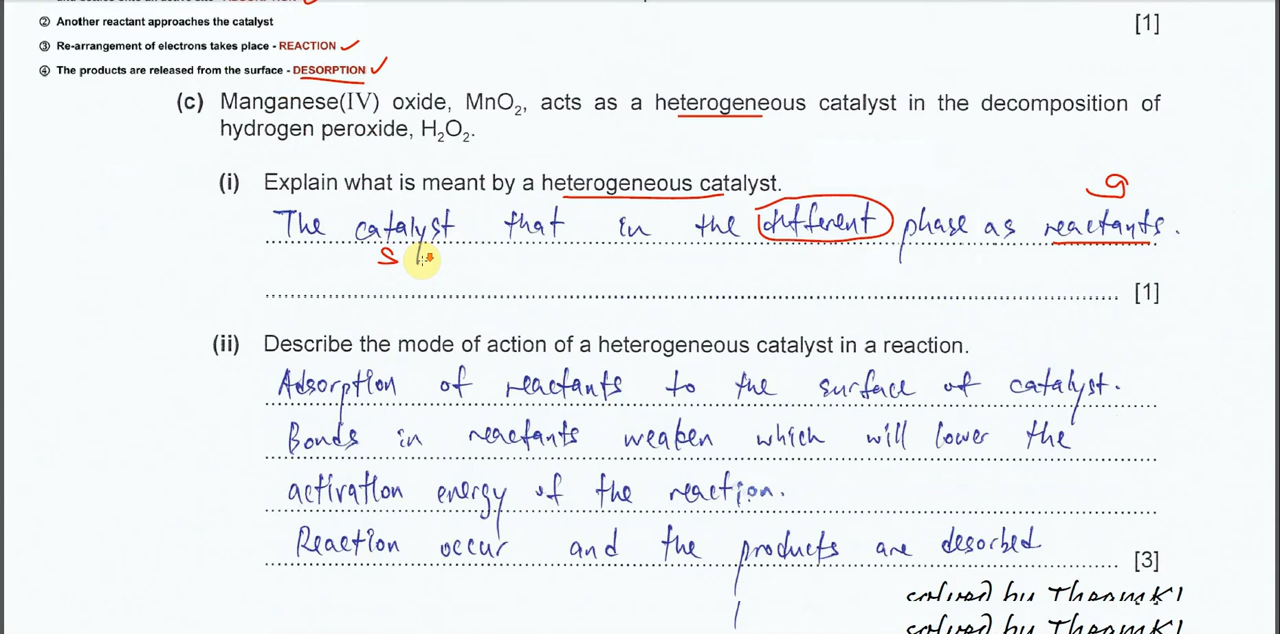 ② Another reactant approaches the catalyst
[1]
③ Re-arrangement of electrons takes place - REACTION
④ The products are released from the surface - DESORPTION
(c) Manganese(IV) oxide, MnO₂, acts as a heterogeneous catalyst in the decomposition of
hydrogen peroxide, H₂O₂.
(i) Explain what is meant by a heterogeneous catalyst.
g
The catalyst that in the different phase as reactants.
s
[1]
(ii) Describe the mode of action of a heterogeneous catalyst in a reaction.
Adsorption of reactants to the surface of catalyst.
Bonds in reactants weaken which will lower the
activation energy of the reaction.
Reaction occur and the products are desorbed
[3]
solved by
solved by